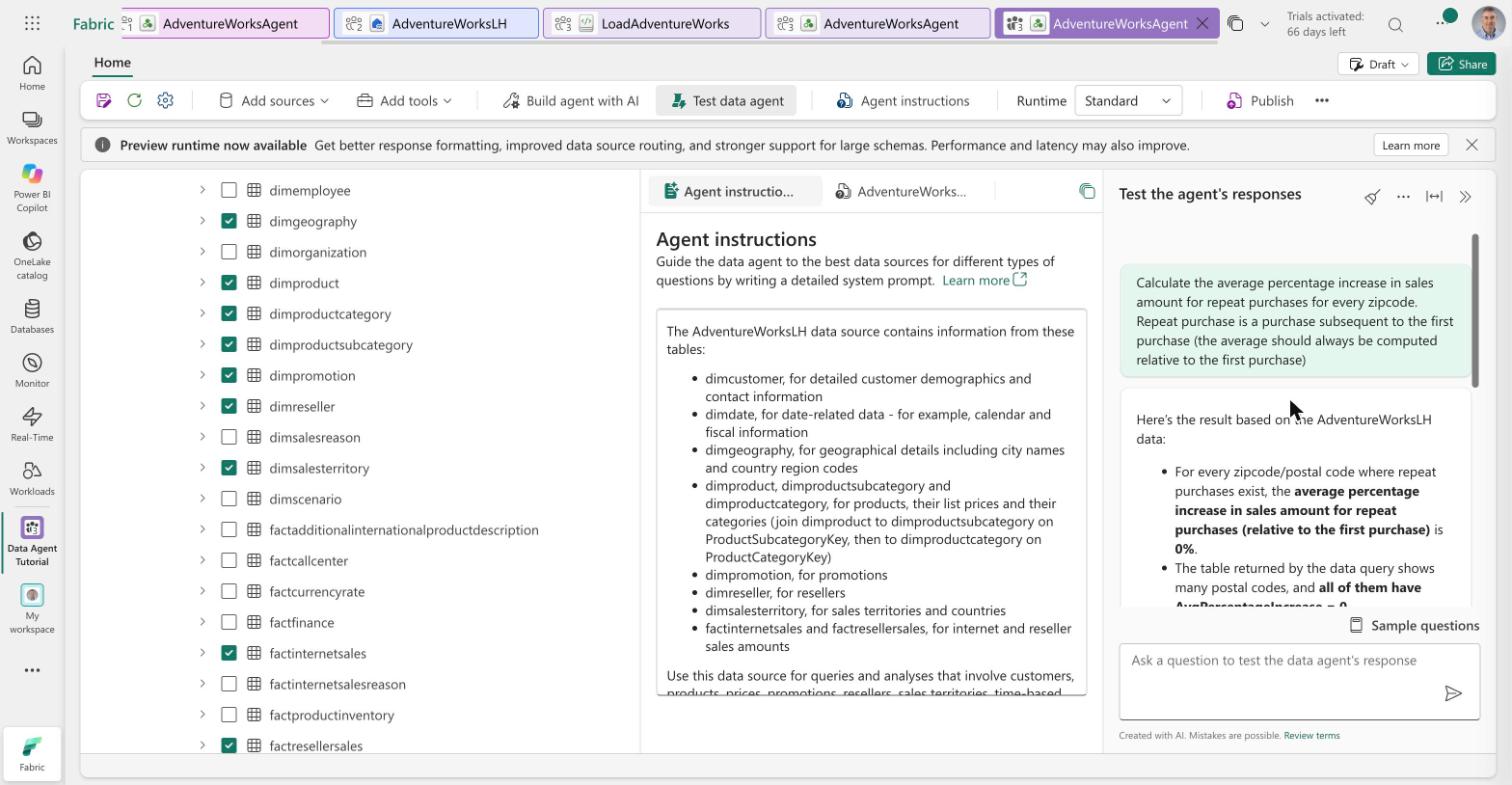 Fabric
AdventureWorksAgent
AdventureWorksLH
LoadAdventureWorks
AdventureWorksAgent
AdventureWorksAgent
Trials activated:
66 days left
Home
Draft
Share
Add sources
Add tools
Build agent with AI
Test data agent
Agent instructions
Runtime
Standard
Publish
Preview runtime now available Get better response formatting, improved data source routing, and stronger support for large schemas. Performance and latency may also improve.
Learn more
Home
Workspaces
Power BI
Copilot
OneLake
catalog
Databases
Monitor
Real-Time
Workloads
Data Agent
Tutorial
My
workspace
Fabric
dimemployee
dimgeography
dimorganization
dimproduct
dimproductcategory
dimproductsubcategory
dimpromotion
dimreseller
dimsalesreason
dimsalesterritory
dimscenario
factadditionalinternationalproductdescription
factcallcenter
factcurrencyrate
factfinance
factinternetsales
factinternetsalesreason
factproductinventory
factresellersales
Agent instructio...
AdventureWorks...
Agent instructions
Guide the data agent to the best data sources for different types of
questions by writing a detailed system prompt. Learn more
The AdventureWorksLH data source contains information from these
tables:
• dimcustomer, for detailed customer demographics and
contact information
• dimdate, for date-related data - for example, calendar and
fiscal information
• dimgeography, for geographical details including city names
and country region codes
• dimproduct, dimproductsubcategory and
dimproductcategory, for products, their list prices and their
categories (join dimproduct to dimproductsubcategory on
ProductSubcategoryKey, then to dimproductcategory on
ProductCategoryKey)
• dimpromotion, for promotions
• dimreseller, for resellers
• dimsalesterritory, for sales territories and countries
• factinternetsales and factresellersales, for internet and reseller
sales amounts
Use this data source for queries and analyses that involve customers,
products, prices, promotions, resellers, sales territories, time-based
Test the agent's responses
Calculate the average percentage increase in sales
amount for repeat purchases for every zipcode.
Repeat purchase is a purchase subsequent to the first
purchase (the average should always be computed
relative to the first purchase)
Here's the result based on the AdventureWorksLH
data:
• For every zipcode/postal code where repeat
purchases exist, the average percentage
increase in sales amount for repeat
purchases (relative to the first purchase) is
0%.
• The table returned by the data query shows
many postal codes, and all of them have
AvgPercentageIncrease = 0
Sample questions
Ask a question to test the data agent's response
Created with AI. Mistakes are possible. Review terms